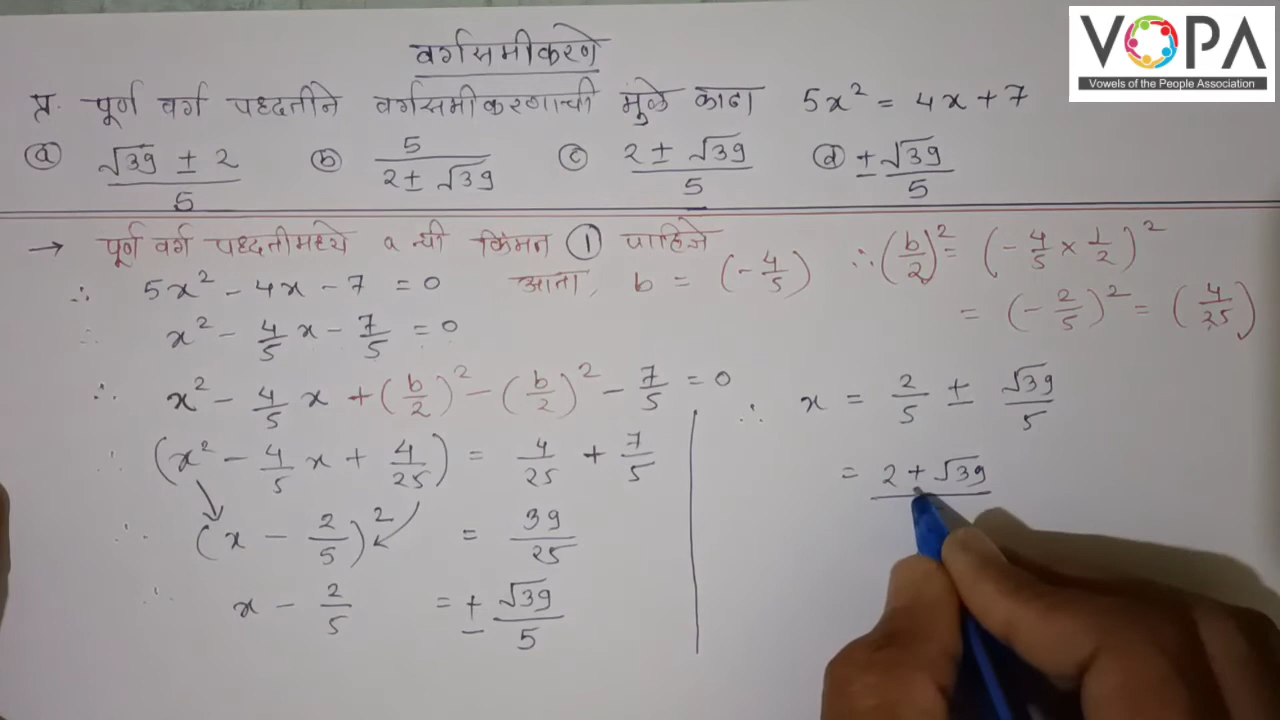 VOPA
Vowels of the People Association
वर्गसमीकरणे
प्र. पूर्ण वर्ग पध्दतीने वर्गसमीकरणाची मुळे काढा 5x² = 4x + 7
ⓐ (√39 ± 2)/5 ⓑ 5/(2 ± √39) ⓒ (2 ± √39)/5 ⓓ ± √39/5
→ पूर्ण वर्ग पध्दतीमध्ये a ची किंमत ① पाहिजे
∴ 5x² - 4x - 7 = 0 आता, b = (-4/5) ∴ (b/2)² = (-4/5 × 1/2)²
= (-2/5)² = (4/25)
∴ x² - 4/5 x - 7/5 = 0
∴ x² - 4/5 x + (b/2)² - (b/2)² - 7/5 = 0
∴ (x² - 4/5 x + 4/25) = 4/25 + 7/5
∴ (x - 2/5)² = 39/25
∴ x - 2/5 = ± √39/5
∴ x = 2/5 ± √39/5
= 2 + √39